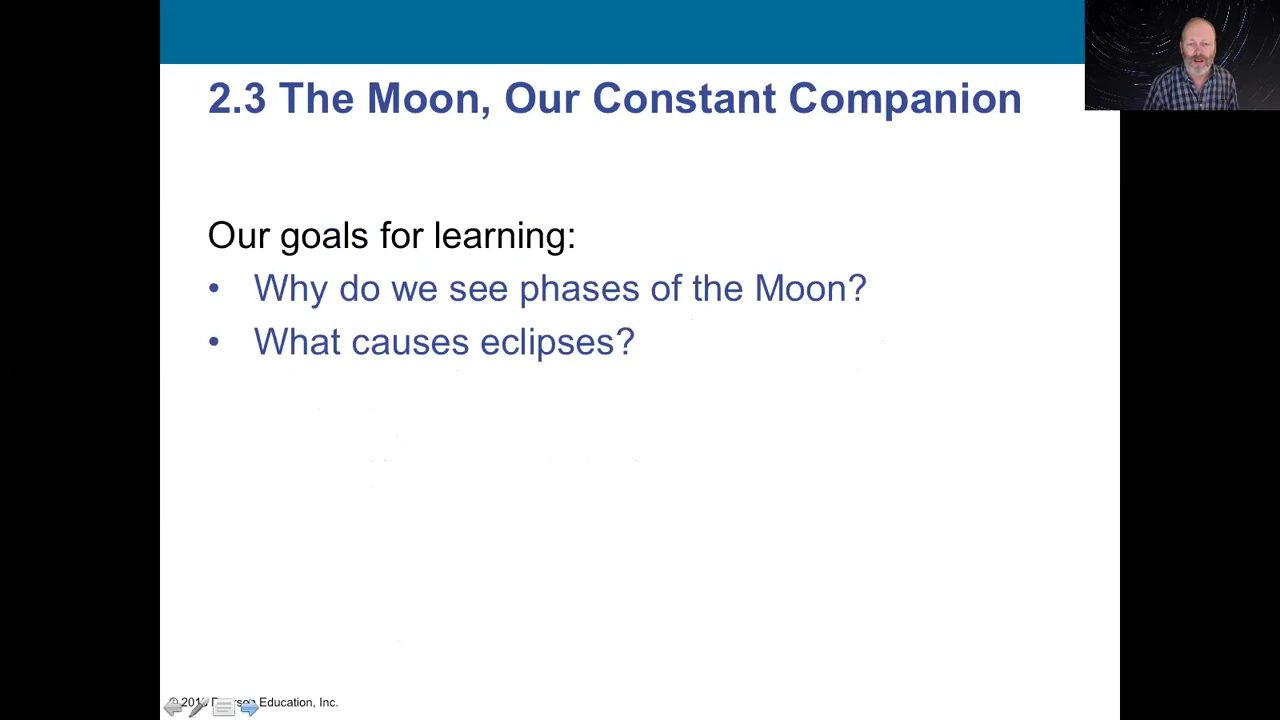 2.3 The Moon, Our Constant Companion
Our goals for learning:
• Why do we see phases of the Moon?
• What causes eclipses?
Education, Inc.